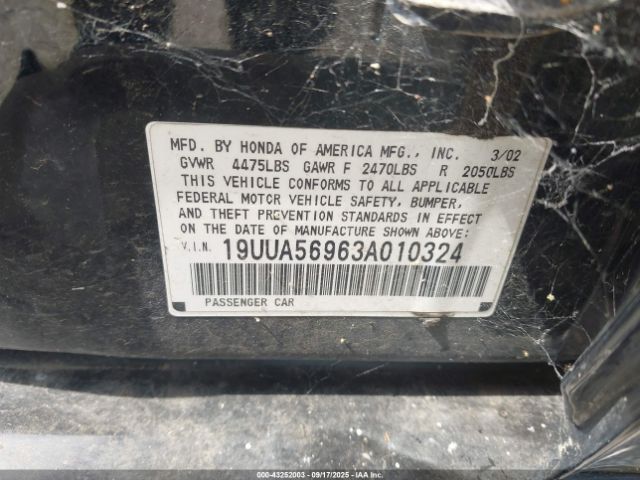 MFD. BY HONDA OF AMERICA MFG., INC. 3/02
GVWR 4475LBS GAWR F 2470LBS R 2050LBS
THIS VEHICLE CONFORMS TO ALL APPLICABLE
FEDERAL MOTOR VEHICLE SAFETY, BUMPER,
AND THEFT PREVENTION STANDARDS IN EFFECT
ON THE DATE OF MANUFACTURE SHOWN ABOVE:
V.I.N. 19UUA56963A010324
PASSENGER CAR
000-43252003 - 09/17/2025 - IAAI.COM